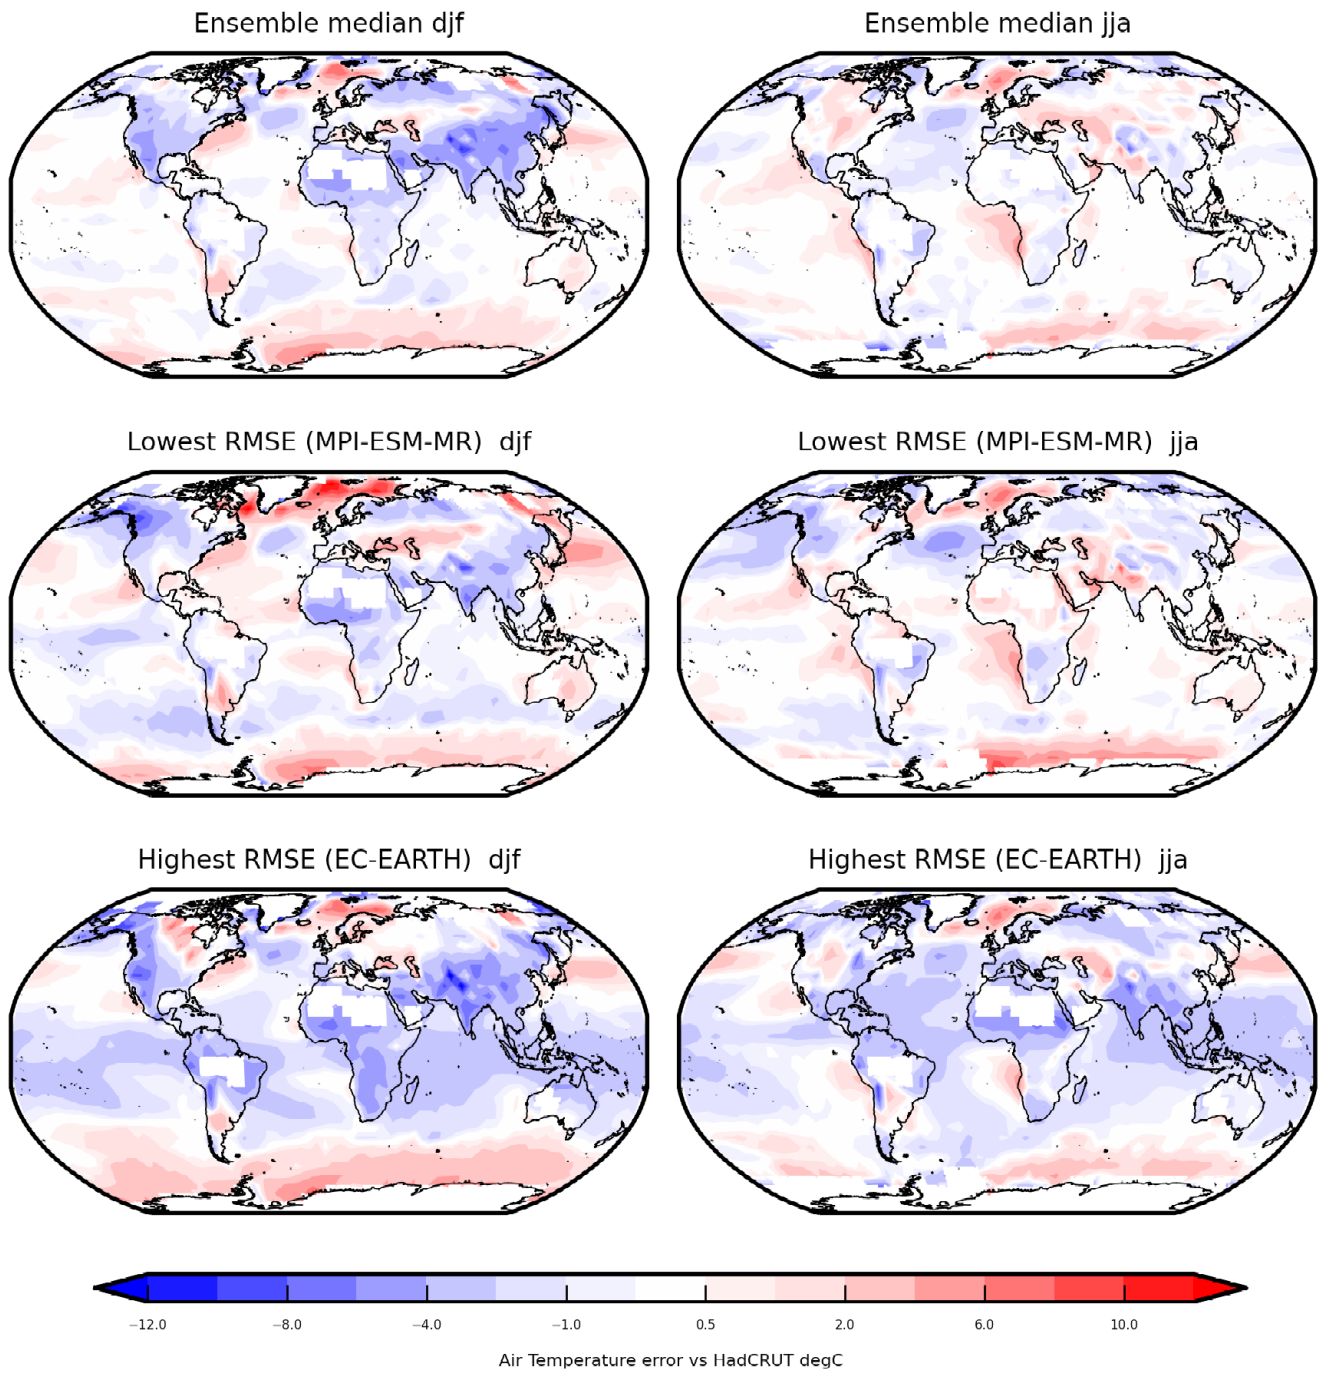 Ensemble median djf
Ensemble median jja
Lowest RMSE (MPI-ESM-MR)  djf
Lowest RMSE (MPI-ESM-MR)  jja
Highest RMSE (EC-EARTH)  djf
Highest RMSE (EC-EARTH)  jja
−12.0 −8.0 −4.0 −1.0 0.5 2.0 6.0 10.0
Air Temperature error vs HadCRUT degC